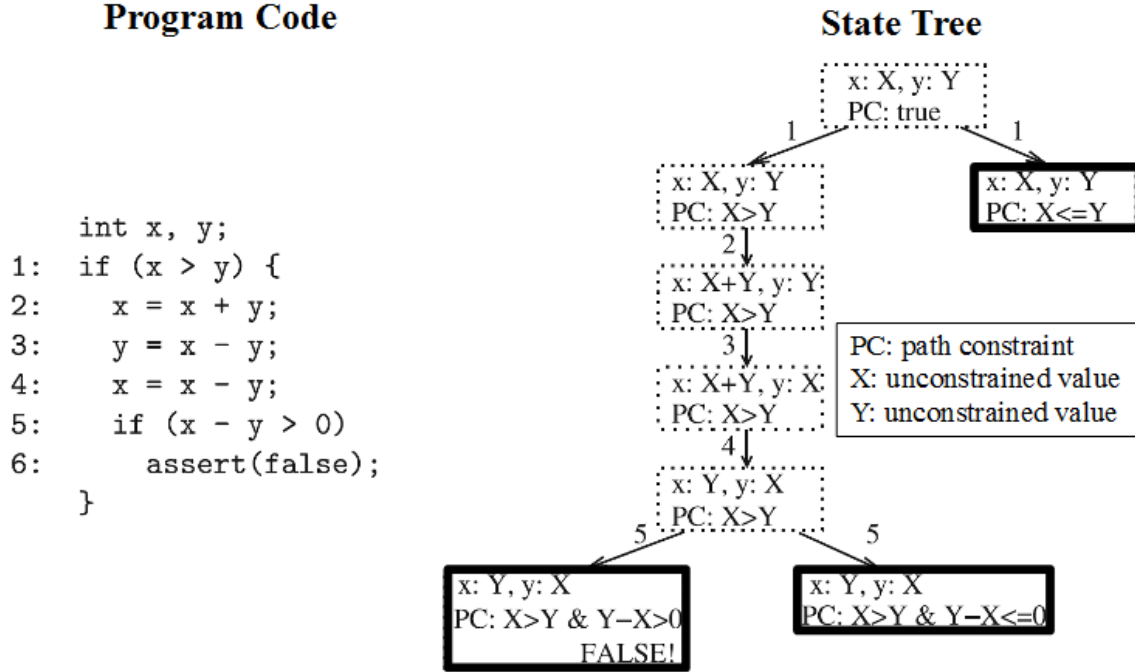 Program Code
int x, y;
1: if (x > y) {
2: x = x + y;
3: y = x - y;
4: x = x - y;
5: if (x - y > 0)
6: assert(false);
}
State Tree
x: X, y: Y
PC: true
1
1
x: X, y: Y
PC: X>Y
x: X, y: Y
PC: X<=Y
2
x: X+Y, y: Y
PC: X>Y
3
x: X+Y, y: X
PC: X>Y
PC: path constraint
X: unconstrained value
Y: unconstrained value
4
x: Y, y: X
PC: X>Y
5
5
x: Y, y: X
PC: X>Y & Y−X>0
FALSE!
x: Y, y: X
PC: X>Y & Y−X<=0